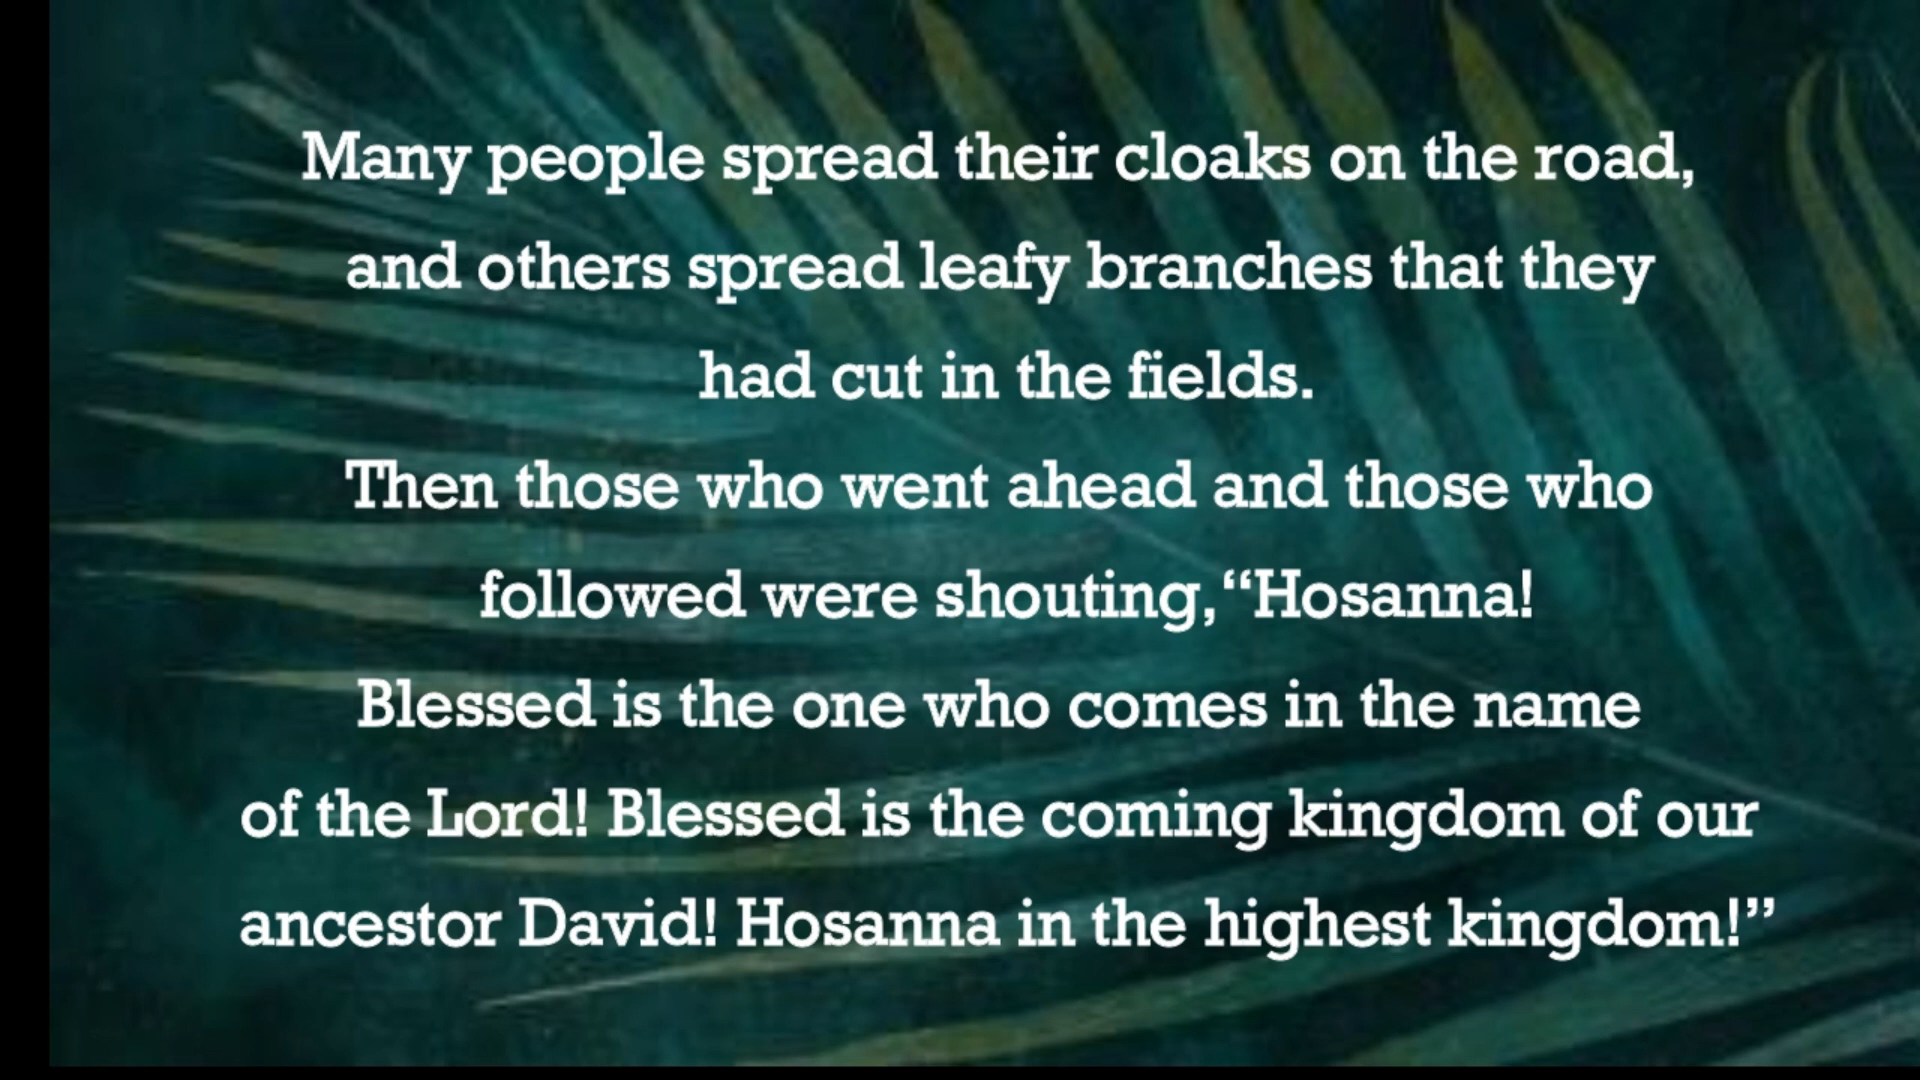 Many people spread their cloaks on the road,
and others spread leafy branches that they
had cut in the fields.
Then those who went ahead and those who
followed were shouting, “Hosanna!
Blessed is the one who comes in the name
of the Lord! Blessed is the coming kingdom of our
ancestor David! Hosanna in the highest kingdom!”